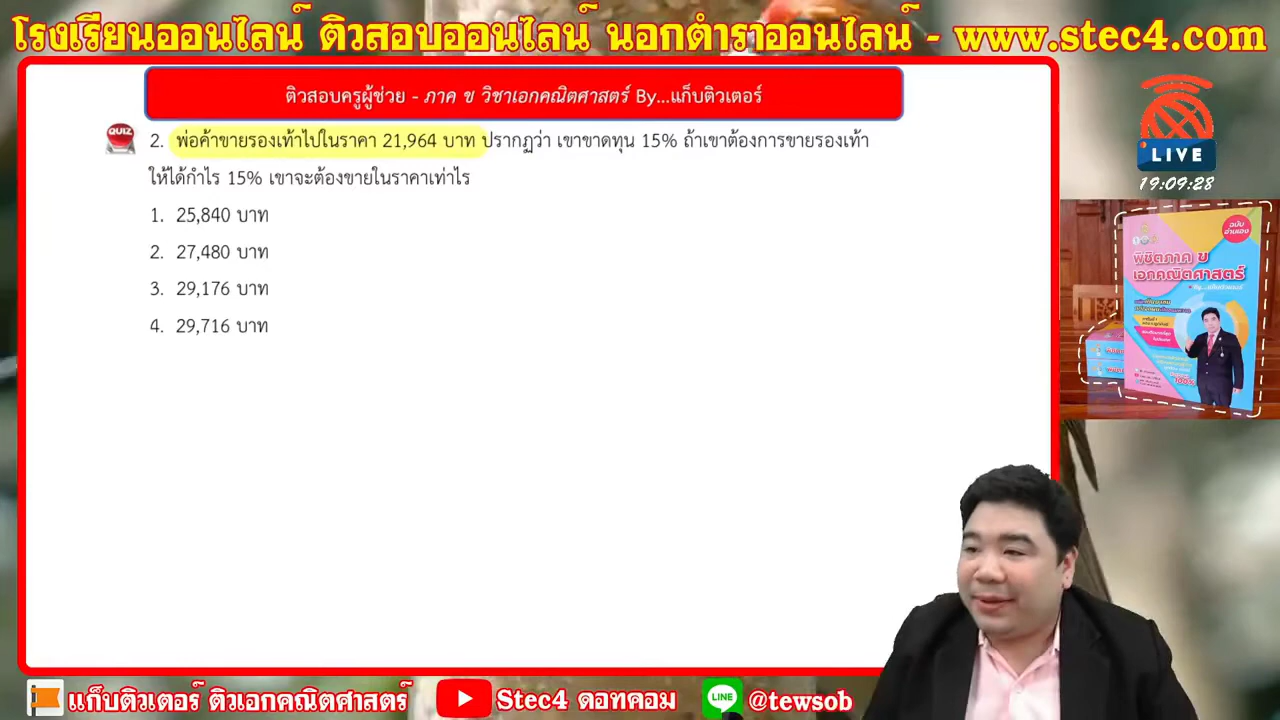 โรงเรียนออนไลน์ ติวสอบออนไลน์ นอกตำราออนไลน์ - www.stec4.com
ติวสอบครูผู้ช่วย - ภาค ข วิชาเอกคณิตศาสตร์ By...แก็บติวเตอร์
QUIZ
2. พ่อค้าขายรองเท้าไปในราคา 21,964 บาท ปรากฏว่า เขาขาดทุน 15% ถ้าเขาต้องการขายรองเท้า
ให้ได้กำไร 15% เขาจะต้องขายในราคาเท่าไร
1. 25,840 บาท
2. 27,480 บาท
3. 29,176 บาท
4. 29,716 บาท
LIVE
19:09:28
ฉบับ
อ่านเอง
พิชิตภาค ข
เอกคณิตศาสตร์
แก็บติวเตอร์ ติวเอกคณิตศาสตร์
Stec4 ดอทคอม
LINE
@tewsob